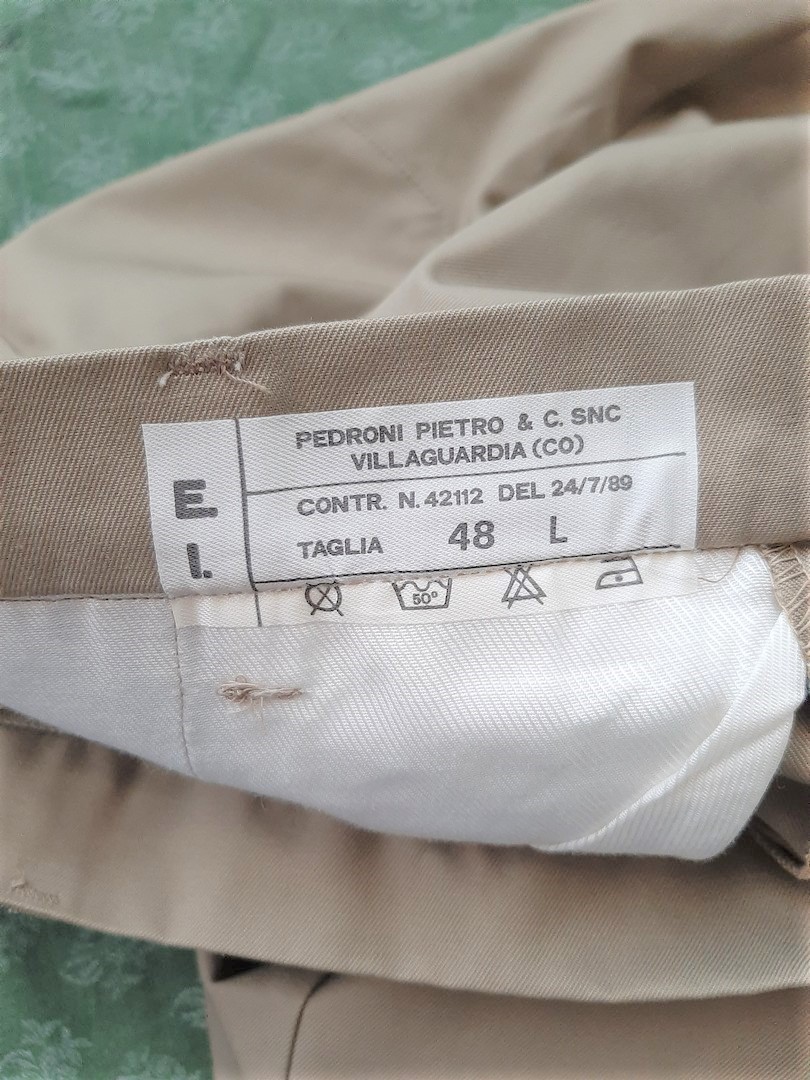 E.
I.
PEDRONI PIETRO & C. SNC
VILLAGUARDIA (CO)
CONTR. N. 42112 DEL 24/7/89
TAGLIA 48 L
50°